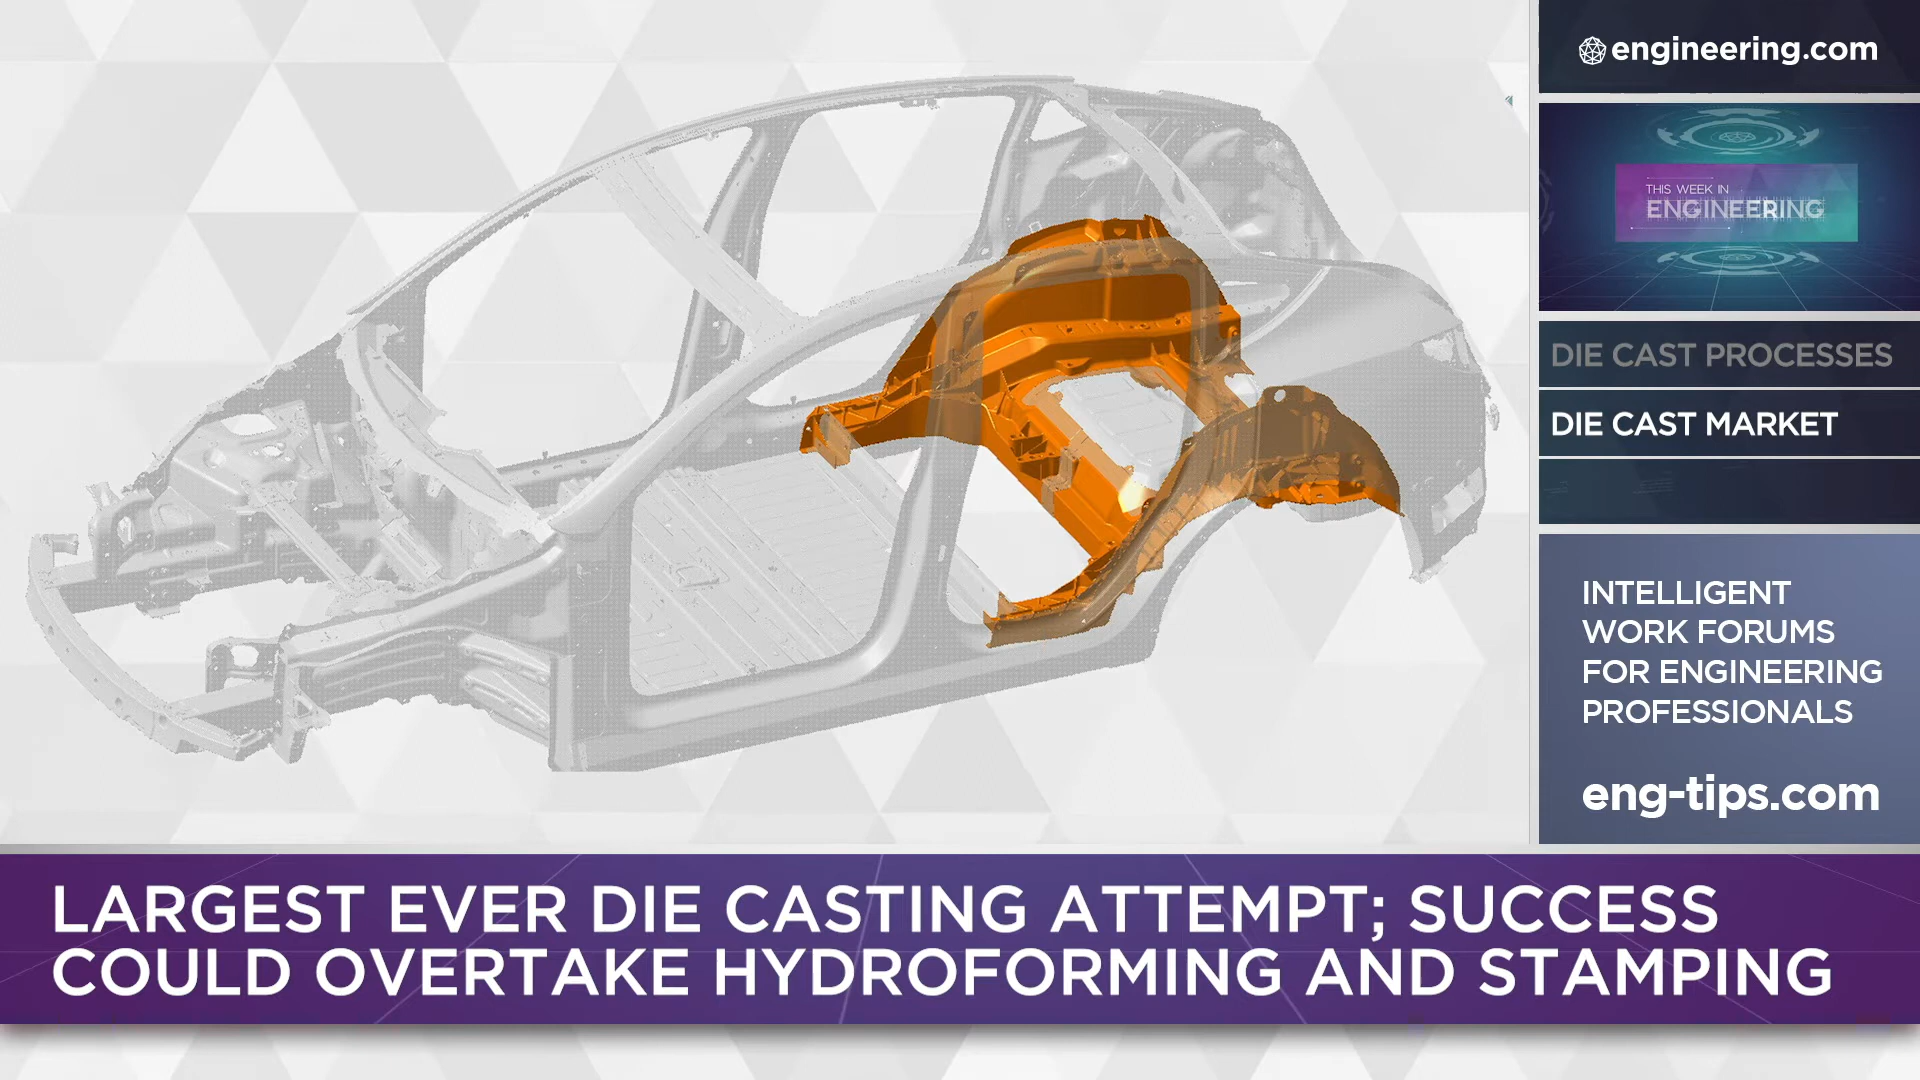 engineering.com
THIS WEEK IN
ENGINEERING
DIE CAST PROCESSES
DIE CAST MARKET
INTELLIGENT
WORK FORUMS
FOR ENGINEERING
PROFESSIONALS
eng-tips.com
LARGEST EVER DIE CASTING ATTEMPT; SUCCESS
COULD OVERTAKE HYDROFORMING AND STAMPING